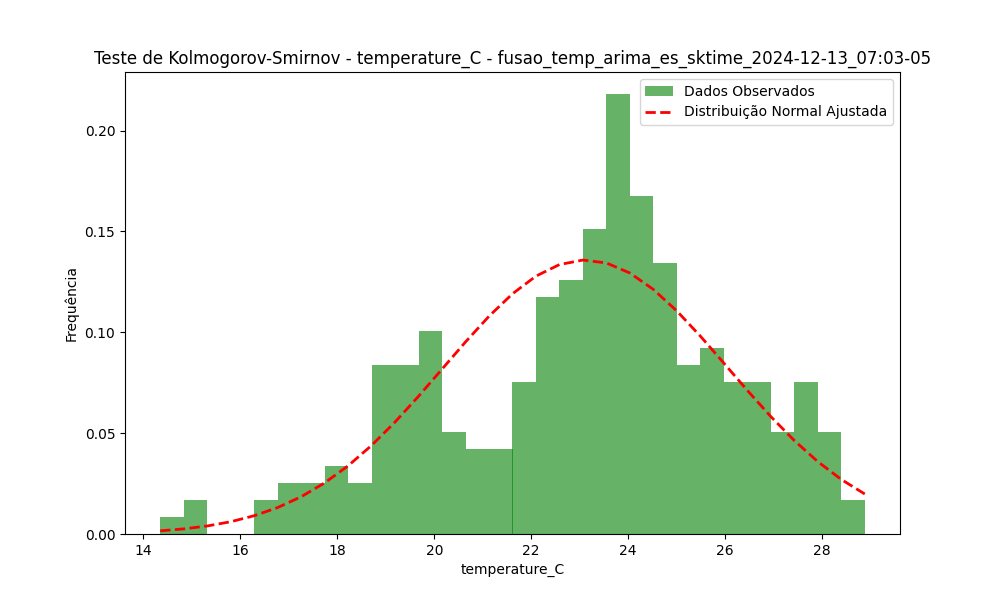 Teste de Kolmogorov-Smirnov - temperature_C - fusao_temp_arima_es_sktime_2024-12-13_07:03-05
Dados Observados
Distribuição Normal Ajustada
0.20
0.15
0.10
0.05
0.00
Frequência
14 16 18 20 22 24 26 28
temperature_C